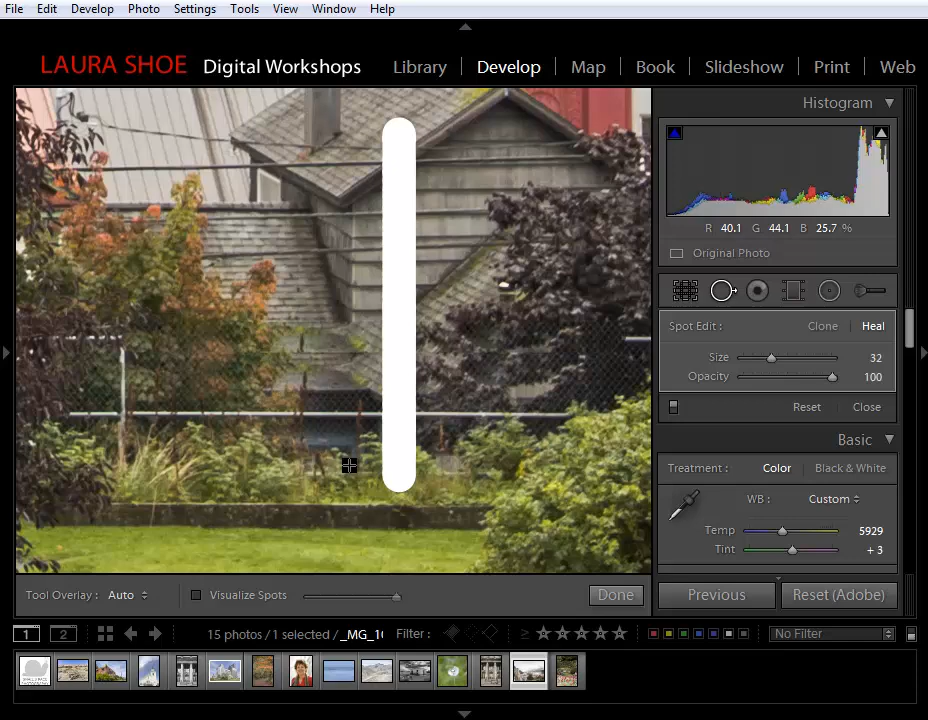 File Edit Develop Photo Settings Tools View Window Help
LAURA SHOE Digital Workshops Library Develop Map Book Slideshow Print Web
Histogram
R 40.1 G 44.1 B 25.7 %
Original Photo
Spot Edit : Clone Heal
Size 32
Opacity 100
Reset Close
Basic
Treatment : Color Black & White
WB : Custom
Temp 5929
Tint + 3
Tool Overlay : Auto Visualize Spots Done Previous Reset (Adobe)
1 2 15 photos / 1 selected / _MG_1( Filter : No Filter